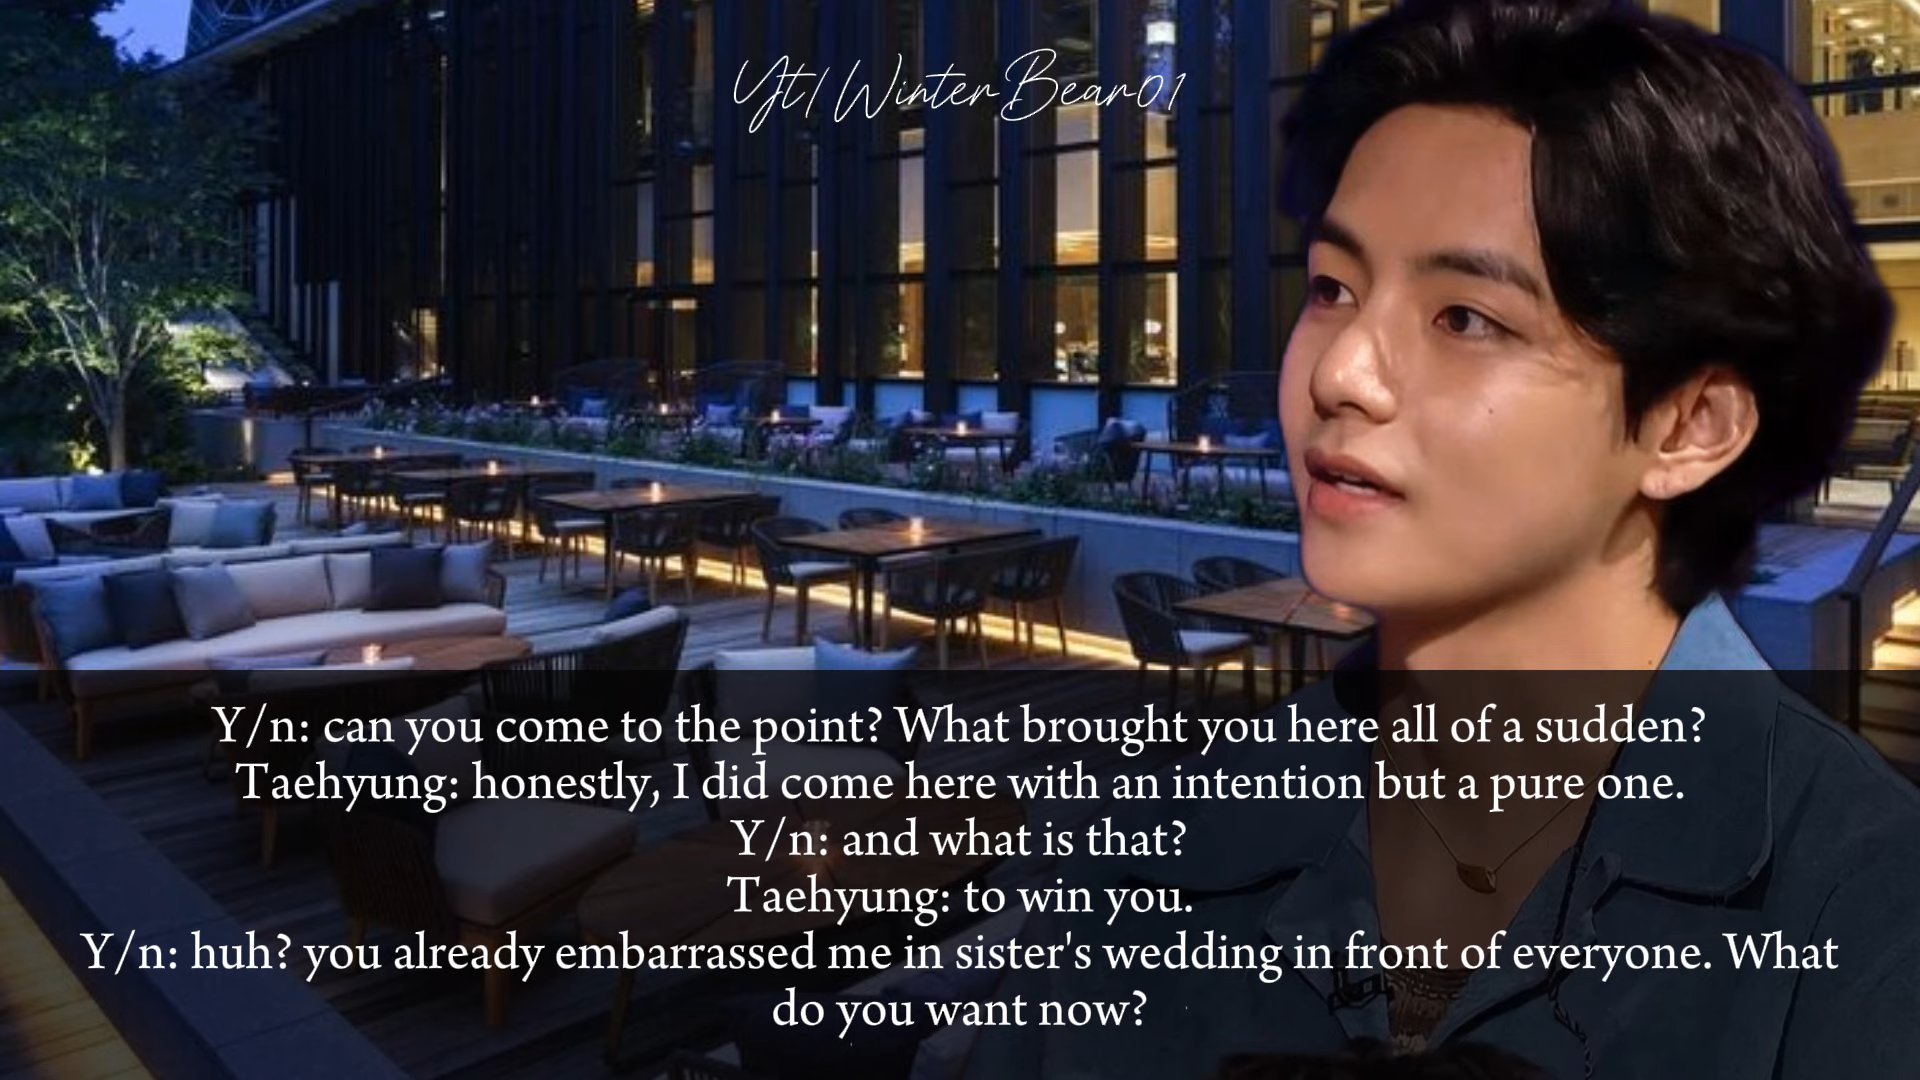 Yt/WinterBear01
Y/n: can you come to the point? What brought you here all of a sudden?
Taehyung: honestly, I did come here with an intention but a pure one.
Y/n: and what is that?
Taehyung: to win you.
Y/n: huh? you already embarrassed me in sister's wedding in front of everyone. What
do you want now?